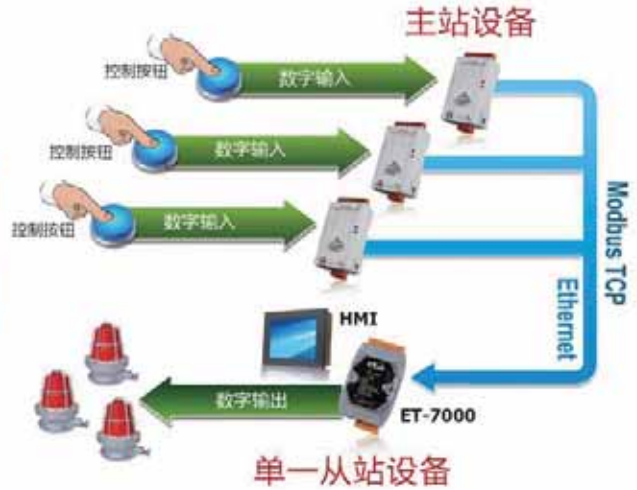 主站设备
控制按钮
数字输入
控制按钮
数字输入
控制按钮
数字输入
Modbus TCP
Ethernet
HMI
数字输出
ET-7000
单一从站设备